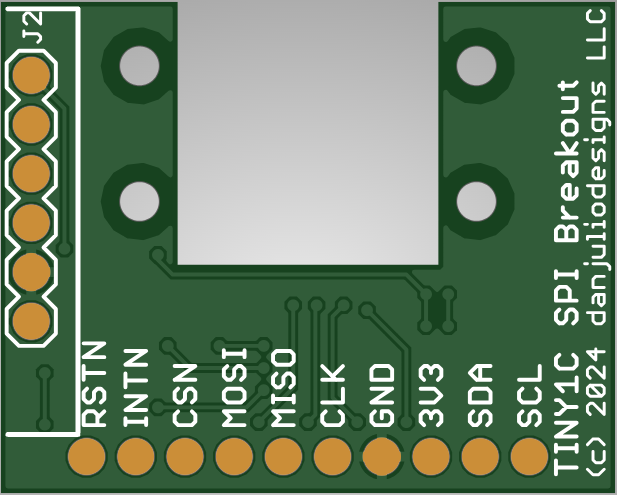 J2
RSTN
INTN
CSN
MOSI
MISO
CLK
GND
3V3
SDA
SCL
TINY1C SPI Breakout
(c) 2024 danjuliodesigns LLC